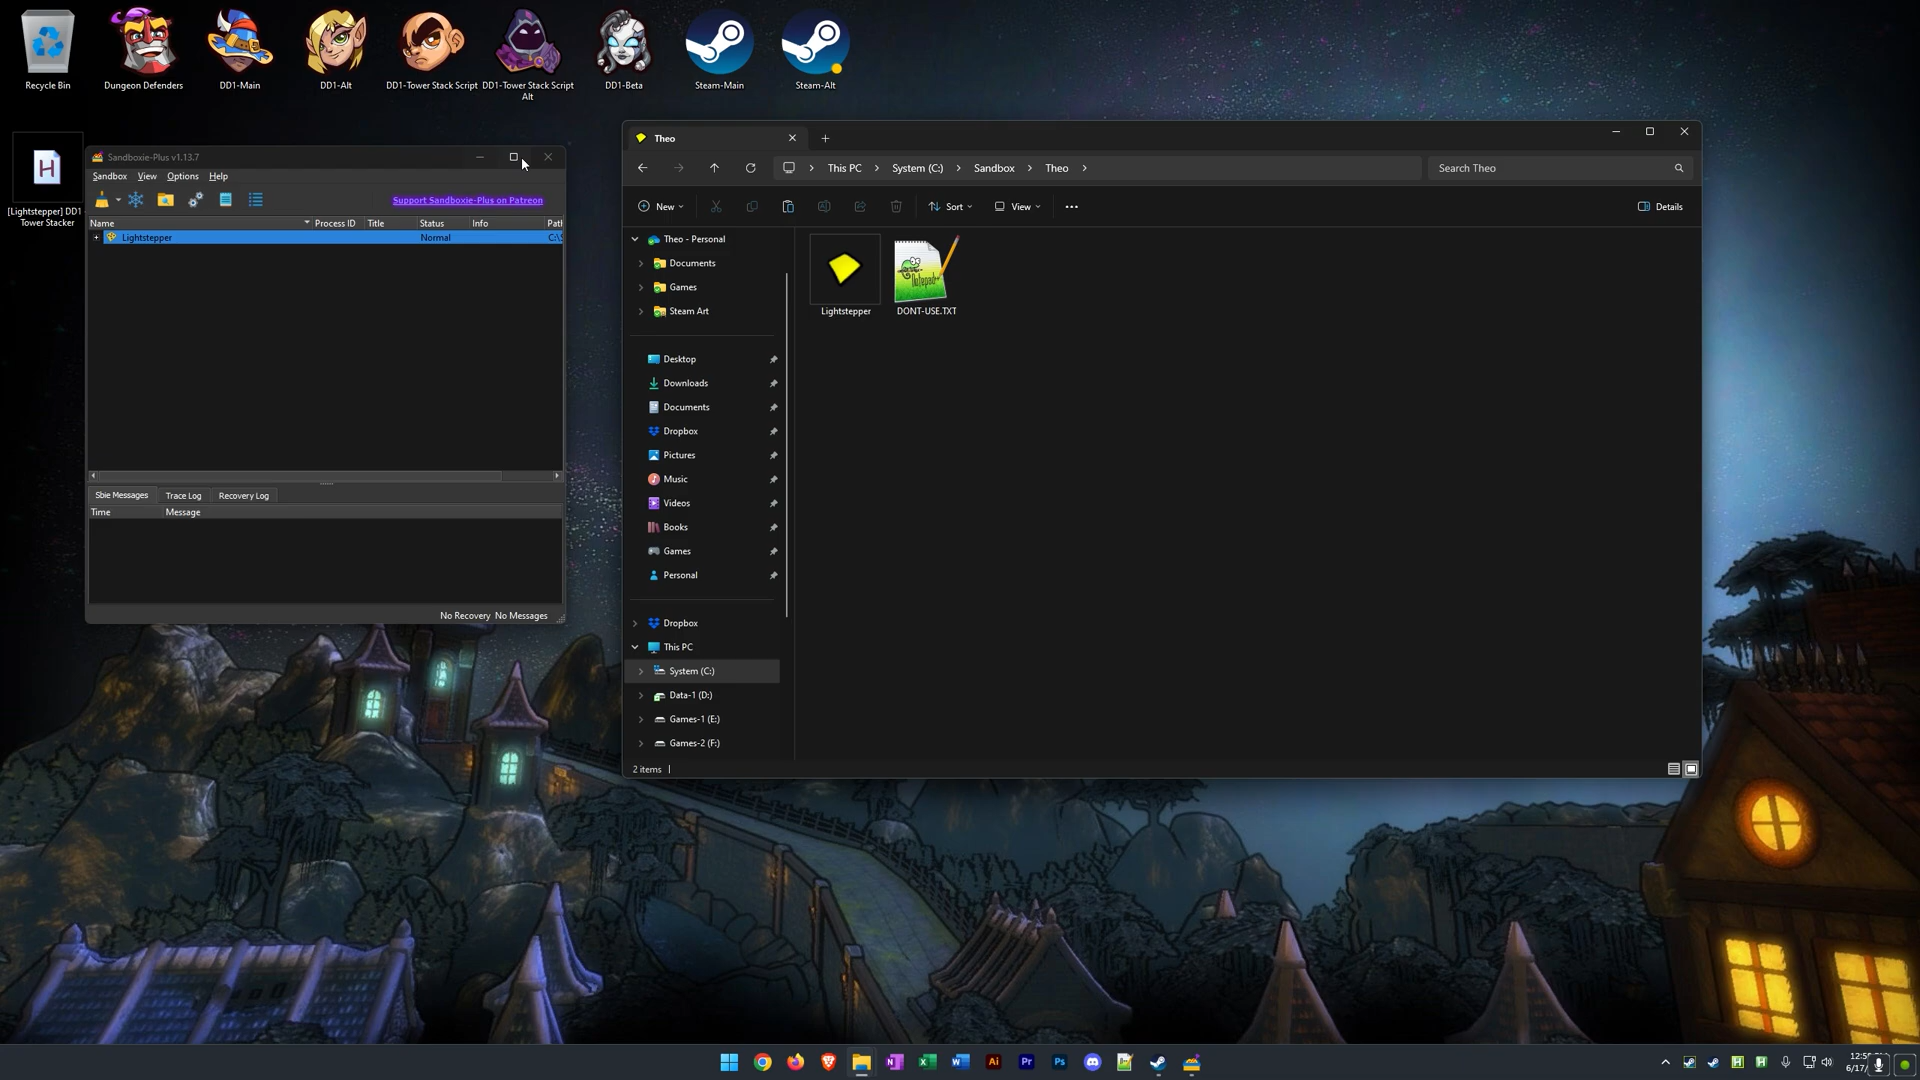 Recycle Bin
Dungeon Defenders
DD1-Main
DD1-Alt
DD1-Tower Stack Script
DD1-Tower Stack Script
Alt
DD1-Beta
Steam-Main
Steam-Alt
H
[Lightstepper] DD1
Tower Stacker
Sandboxie-Plus v1.13.7
Sandbox View Options Help
Support Sandboxie-Plus on Patreon
Name Process ID Title Status Info Path
Lightstepper Normal C:\S
Sbie Messages Trace Log Recovery Log
Time Message
No Recovery No Messages
Theo
This PC > System (C:) > Sandbox > Theo >
Search Theo
New Sort View Details
Theo - Personal
Documents
Games
Steam Art
Desktop
Downloads
Documents
Dropbox
Pictures
Music
Videos
Books
Games
Personal
Dropbox
This PC
System (C:)
Data-1 (D:)
Games-1 (E:)
Games-2 (F:)
Lightstepper
DONT-USE.TXT
2 items
N
X
W
Ai
Pr
Ps
H
H
6/17/